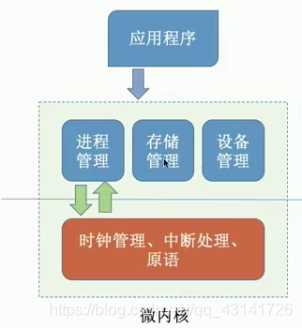 应用程序
进程 存储 设备
管理 管理 管理
时钟管理、中断处理、
原语
微内核
https://blog.csdn.net/qq_43141726